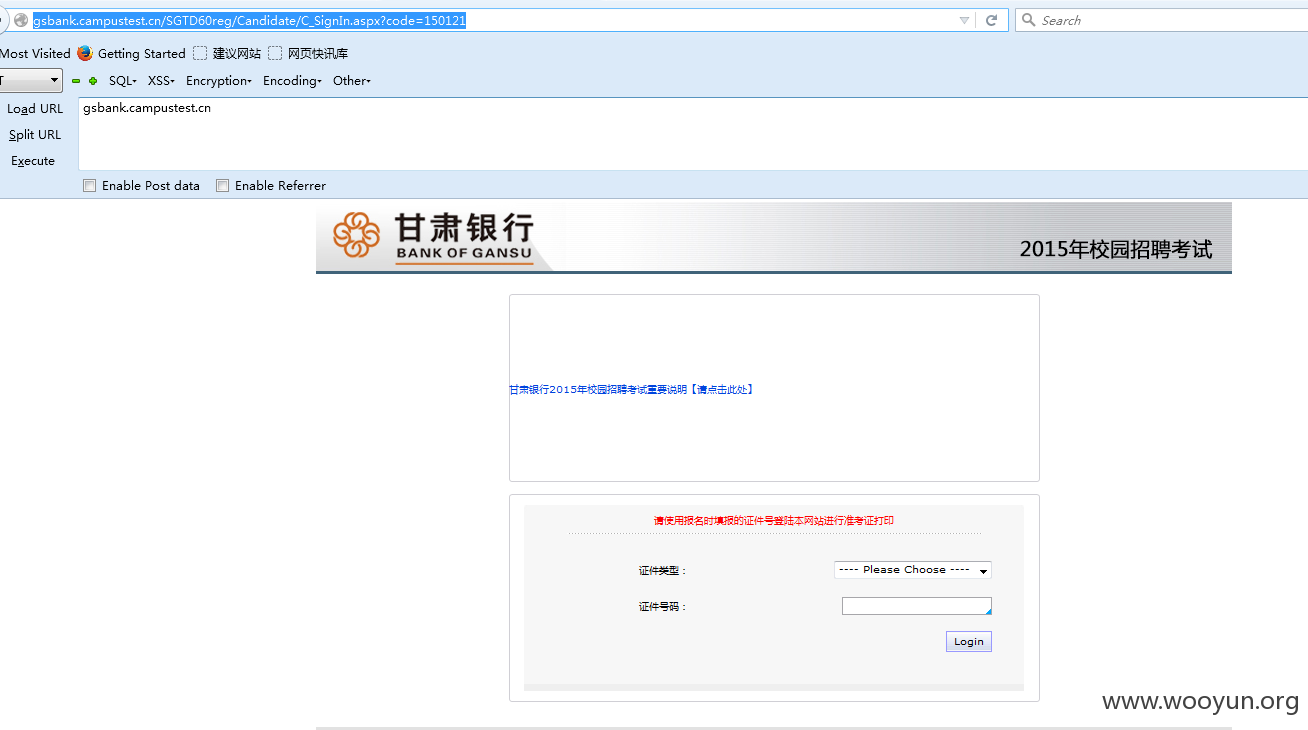 gsbank.campustest.cn/SGTD60reg/Candidate/C_SignIn.aspx?code=150121
Search
Most Visited Getting Started 建议网站 网页快讯库
T SQL XSS Encryption Encoding Other
Load URL gsbank.campustest.cn
Split URL
Execute
Enable Post data Enable Referrer
甘肃银行
BANK OF GANSU
2015年校园招聘考试
甘肃银行2015年校园招聘考试重要说明【请点击此处】
请使用报名时填报的证件号登陆本网站进行准考证打印
证件类型： ---- Please Choose ----
证件号码：
Login
www.wooyun.org